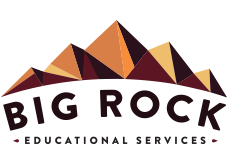 BIG ROCK
EDUCATIONAL SERVICES